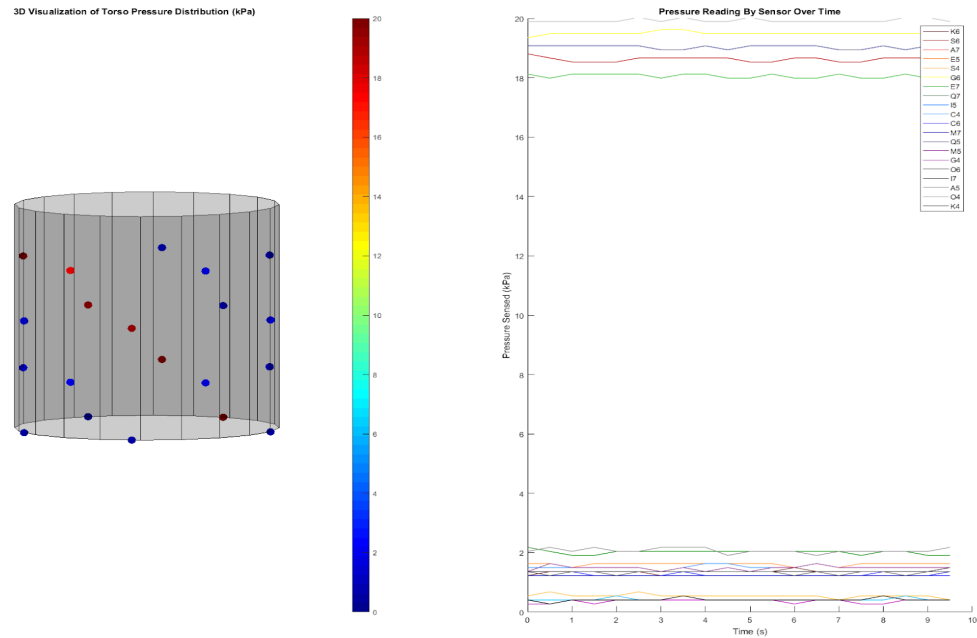 3D Visualization of Torso Pressure Distribution (kPa)
20
18
16
14
12
10
8
6
4
2
0
Pressure Reading By Sensor Over Time
Pressure Sensed (kPa)
20
18
16
14
12
10
8
6
4
2
0
0 1 2 3 4 5 6 7 8 9 10
Time (s)
K6
S6
A7
E5
S4
G6
E7
Q7
I5
C4
C6
M7
Q5
M5
G4
O6
I7
A5
O4
K4